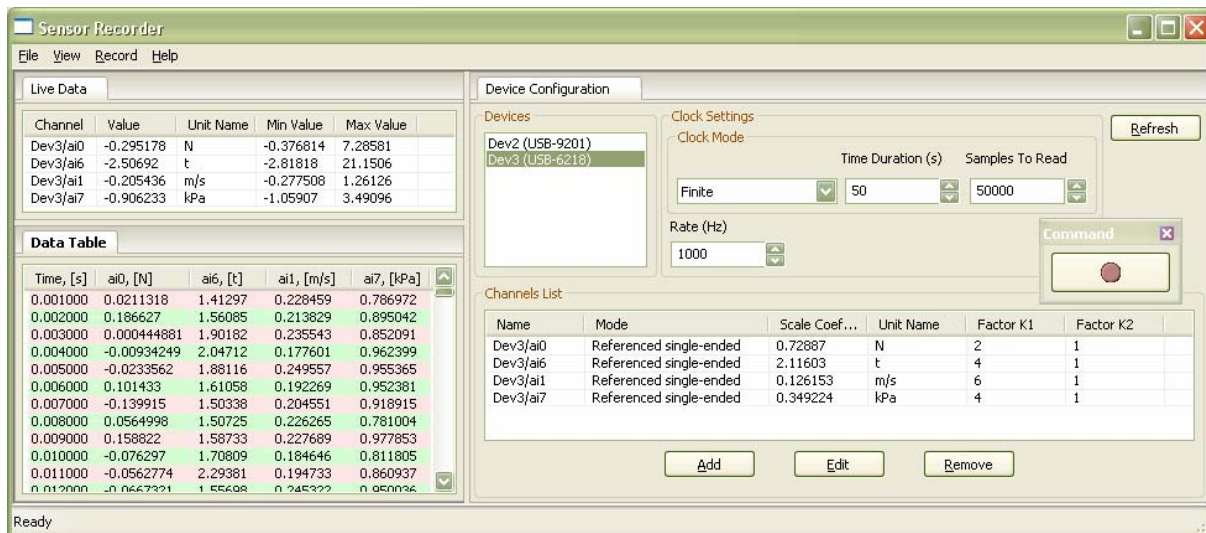 Sensor Recorder
File View Record Help
Live Data
Channel Value Unit Name Min Value Max Value
Dev3/ai0 -0.295178 N -0.376814 7.28581
Dev3/ai6 -2.50692 t -2.81818 21.1506
Dev3/ai1 -0.205436 m/s -0.277508 1.26126
Dev3/ai7 -0.906233 kPa -1.05907 3.49096
Data Table
Time, [s] ai0, [N] ai6, [t] ai1, [m/s] ai7, [kPa]
0.001000 0.0211318 1.41297 0.228459 0.786972
0.002000 0.186627 1.56085 0.213829 0.895042
0.003000 0.000444881 1.90182 0.235543 0.852091
0.004000 -0.00934249 2.04712 0.177601 0.962399
0.005000 -0.0233562 1.88116 0.249557 0.955365
0.006000 0.101433 1.61058 0.192269 0.952381
0.007000 -0.139915 1.50338 0.204551 0.918915
0.008000 0.0564998 1.50725 0.226265 0.781004
0.009000 0.158822 1.58733 0.227689 0.977853
0.010000 -0.076297 1.70809 0.184646 0.811805
0.011000 -0.0562774 2.29381 0.194733 0.860937
0.012000 -0.0667321 1.55698 0.245322 0.950036
Device Configuration
Devices
Dev2 (USB-9201)
Dev3 (USB-6218)
Clock Settings
Clock Mode
Time Duration (s) Samples To Read
Finite 50 50000
Rate (Hz)
1000
Refresh
Command
Channels List
Name Mode Scale Coef... Unit Name Factor K1 Factor K2
Dev3/ai0 Referenced single-ended 0.72887 N 2 1
Dev3/ai6 Referenced single-ended 2.11603 t 4 1
Dev3/ai1 Referenced single-ended 0.126153 m/s 6 1
Dev3/ai7 Referenced single-ended 0.349224 kPa 4 1
Add Edit Remove
Ready